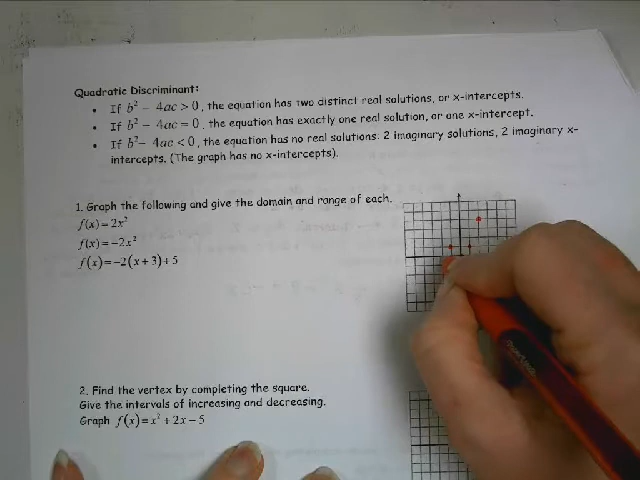 Quadratic Discriminant:
• If b² − 4ac > 0, the equation has two distinct real solutions, or x-intercepts.
• If b² − 4ac = 0, the equation has exactly one real solution, or one x-intercept.
• If b² − 4ac < 0, the equation has no real solutions. 2 imaginary solutions, 2 imaginary x-
intercepts. (The graph has no x-intercepts).
1. Graph the following and give the domain and range of each.
f(x) = 2x²
f(x) = −2x²
f(x) = −2(x + 3) + 5
2. Find the vertex by completing the square.
Give the intervals of increasing and decreasing.
Graph f(x) = x² + 2x − 5